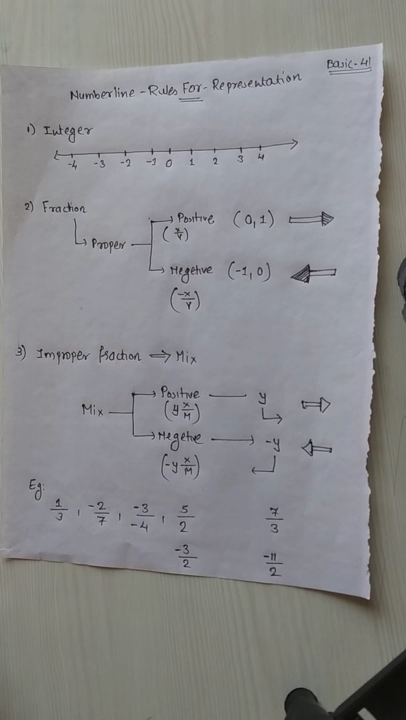 Basic-41
Numberline - Rules For - Representation
1) Integer
-4 -3 -2 -1 0 1 2 3 4
2) Fraction
Proper
Positive (0,1)
(x/y)
Negetive (-1,0)
(-x/y)
3) Improper fraction ⇒ Mix
Mix
Positive y
(y x/M)
Negetive -y
(-y x/M)
Eg:
1/3, -2/7, -3/-4, 5/2 7/3
-3/2 -11/2